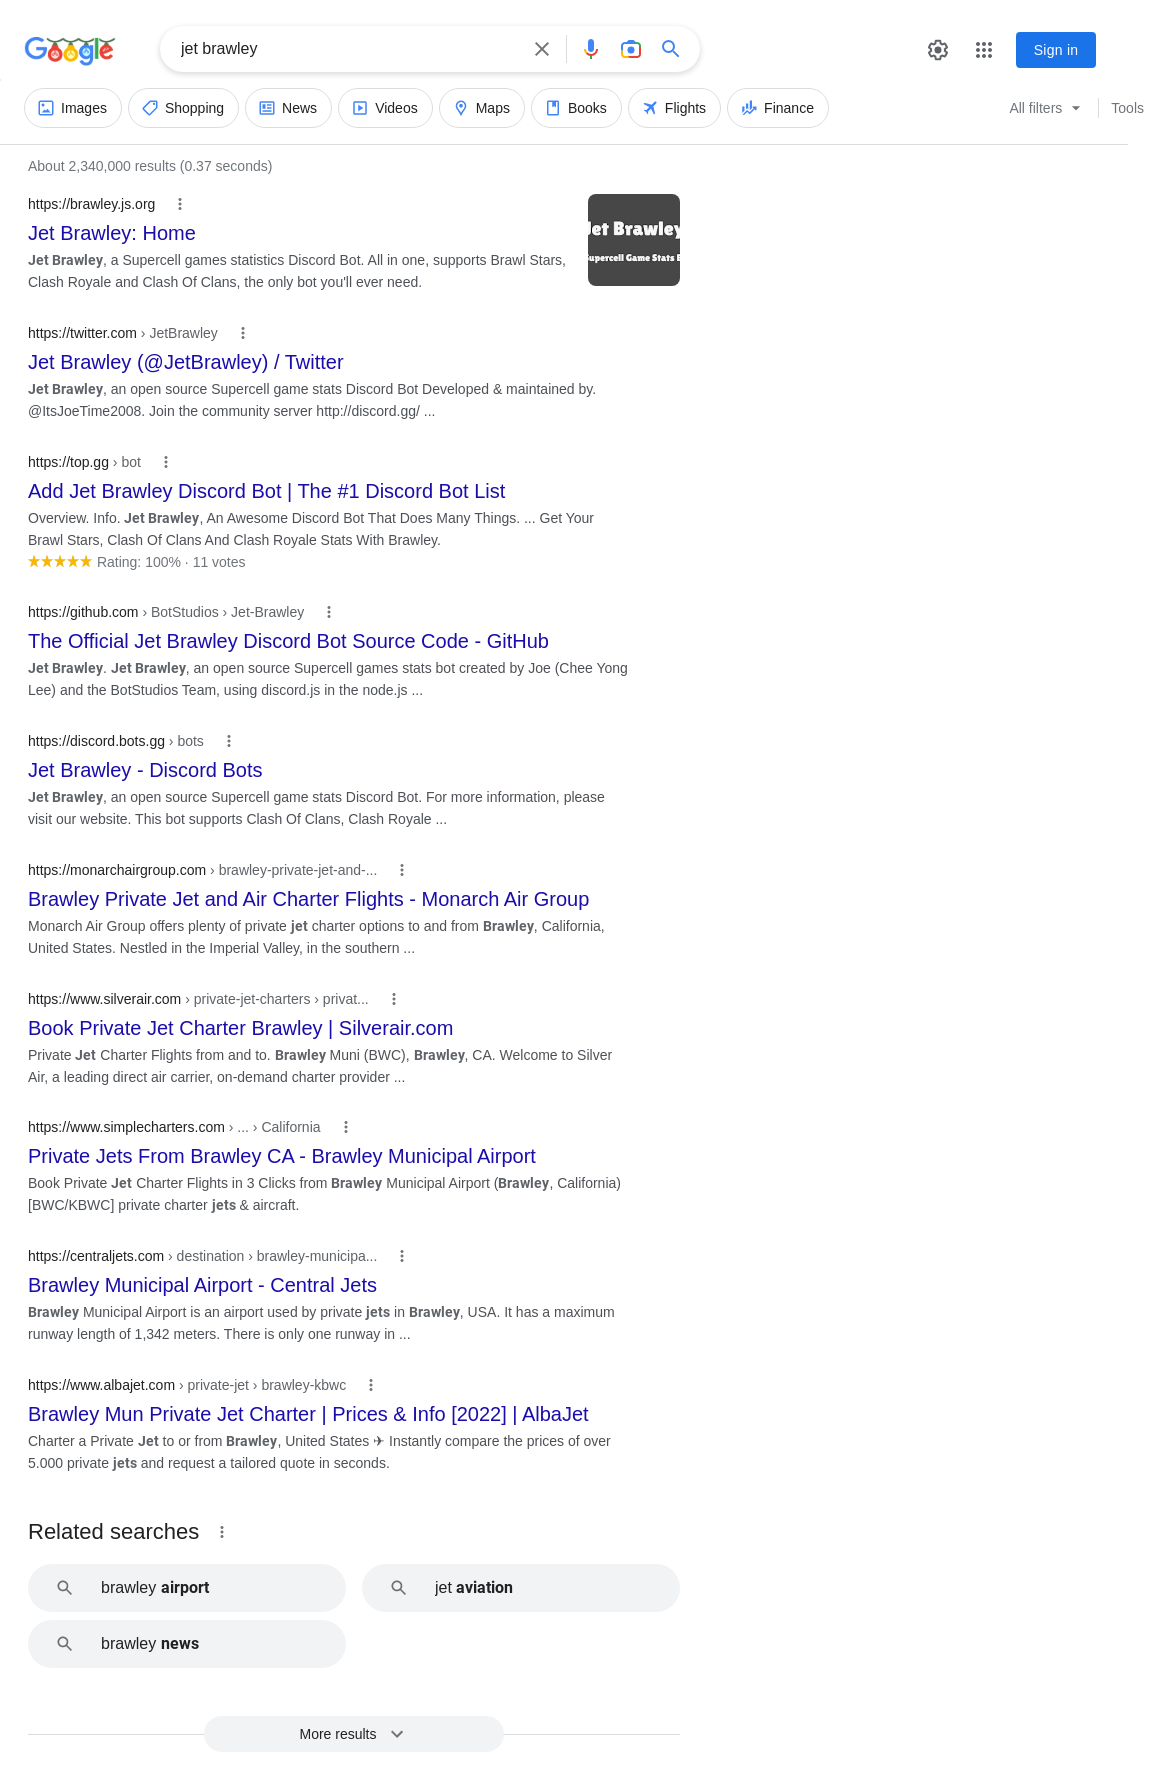 Google
jet brawley
Sign in
Images
Shopping
News
Videos
Maps
Books
Flights
Finance
All filters
Tools
About 2,340,000 results (0.37 seconds)
https://brawley.js.org
Jet Brawley: Home
Jet Brawley, a Supercell games statistics Discord Bot. All in one, supports Brawl Stars,
Clash Royale and Clash Of Clans, the only bot you'll ever need.
Jet Brawley
Supercell Game Stats
https://twitter.com › JetBrawley
Jet Brawley (@JetBrawley) / Twitter
Jet Brawley, an open source Supercell game stats Discord Bot Developed & maintained by.
@ItsJoeTime2008. Join the community server http://discord.gg/ ...
https://top.gg › bot
Add Jet Brawley Discord Bot | The #1 Discord Bot List
Overview. Info. Jet Brawley, An Awesome Discord Bot That Does Many Things. ... Get Your
Brawl Stars, Clash Of Clans And Clash Royale Stats With Brawley.
★★★★★ Rating: 100% · 11 votes
https://github.com › BotStudios › Jet-Brawley
The Official Jet Brawley Discord Bot Source Code - GitHub
Jet Brawley. Jet Brawley, an open source Supercell games stats bot created by Joe (Chee Yong
Lee) and the BotStudios Team, using discord.js in the node.js ...
https://discord.bots.gg › bots
Jet Brawley - Discord Bots
Jet Brawley, an open source Supercell game stats Discord Bot. For more information, please
visit our website. This bot supports Clash Of Clans, Clash Royale ...
https://monarchairgroup.com › brawley-private-jet-and-...
Brawley Private Jet and Air Charter Flights - Monarch Air Group
Monarch Air Group offers plenty of private jet charter options to and from Brawley, California,
United States. Nestled in the Imperial Valley, in the southern ...
https://www.silverair.com › private-jet-charters › privat...
Book Private Jet Charter Brawley | Silverair.com
Private Jet Charter Flights from and to. Brawley Muni (BWC), Brawley, CA. Welcome to Silver
Air, a leading direct air carrier, on-demand charter provider ...
https://www.simplecharters.com › ... › California
Private Jets From Brawley CA - Brawley Municipal Airport
Book Private Jet Charter Flights in 3 Clicks from Brawley Municipal Airport (Brawley, California)
[BWC/KBWC] private charter jets & aircraft.
https://centraljets.com › destination › brawley-municipa...
Brawley Municipal Airport - Central Jets
Brawley Municipal Airport is an airport used by private jets in Brawley, USA. It has a maximum
runway length of 1,342 meters. There is only one runway in ...
https://www.albajet.com › private-jet › brawley-kbwc
Brawley Mun Private Jet Charter | Prices & Info [2022] | AlbaJet
Charter a Private Jet to or from Brawley, United States ✈ Instantly compare the prices of over
5.000 private jets and request a tailored quote in seconds.
Related searches
brawley airport
jet aviation
brawley news
More results